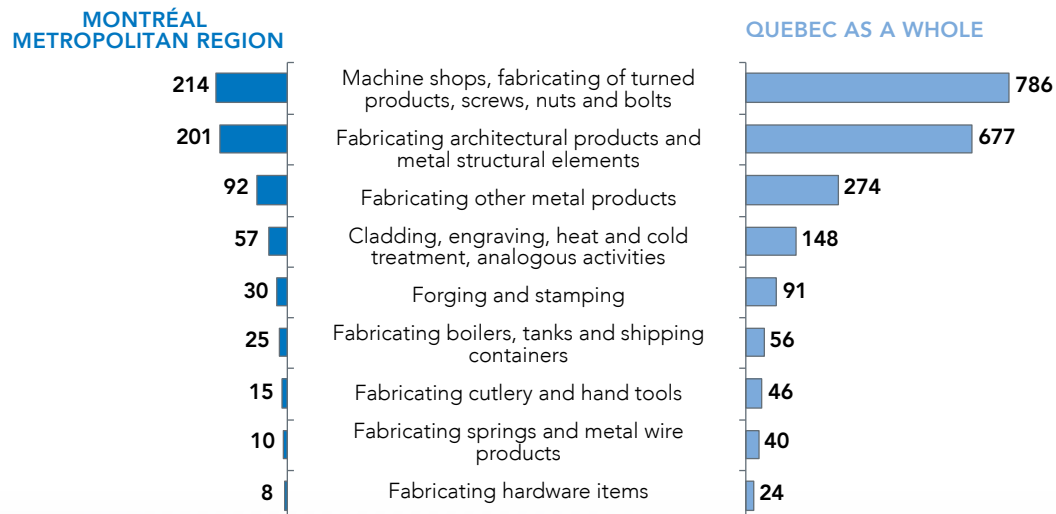 MONTRÉAL
METROPOLITAN REGION
QUEBEC AS A WHOLE
214
Machine shops, fabricating of turned
products, screws, nuts and bolts
786
201
Fabricating architectural products and
metal structural elements
677
92
Fabricating other metal products
274
57
Cladding, engraving, heat and cold
treatment, analogous activities
148
30
Forging and stamping
91
25
Fabricating boilers, tanks and shipping
containers
56
15
Fabricating cutlery and hand tools
46
10
Fabricating springs and metal wire
products
40
8
Fabricating hardware items
24